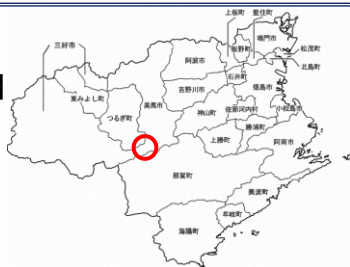 上板町 藍住町
鳴門市
三好市
阿波市
板野町
松茂町
北島町
石井町
徳島市
東みよし町
美馬市
吉野川市
つるぎ町
神山町
佐那河内村
小松島市
勝浦町
上勝町
阿南市
那賀町
美波町
牟岐町
海陽町